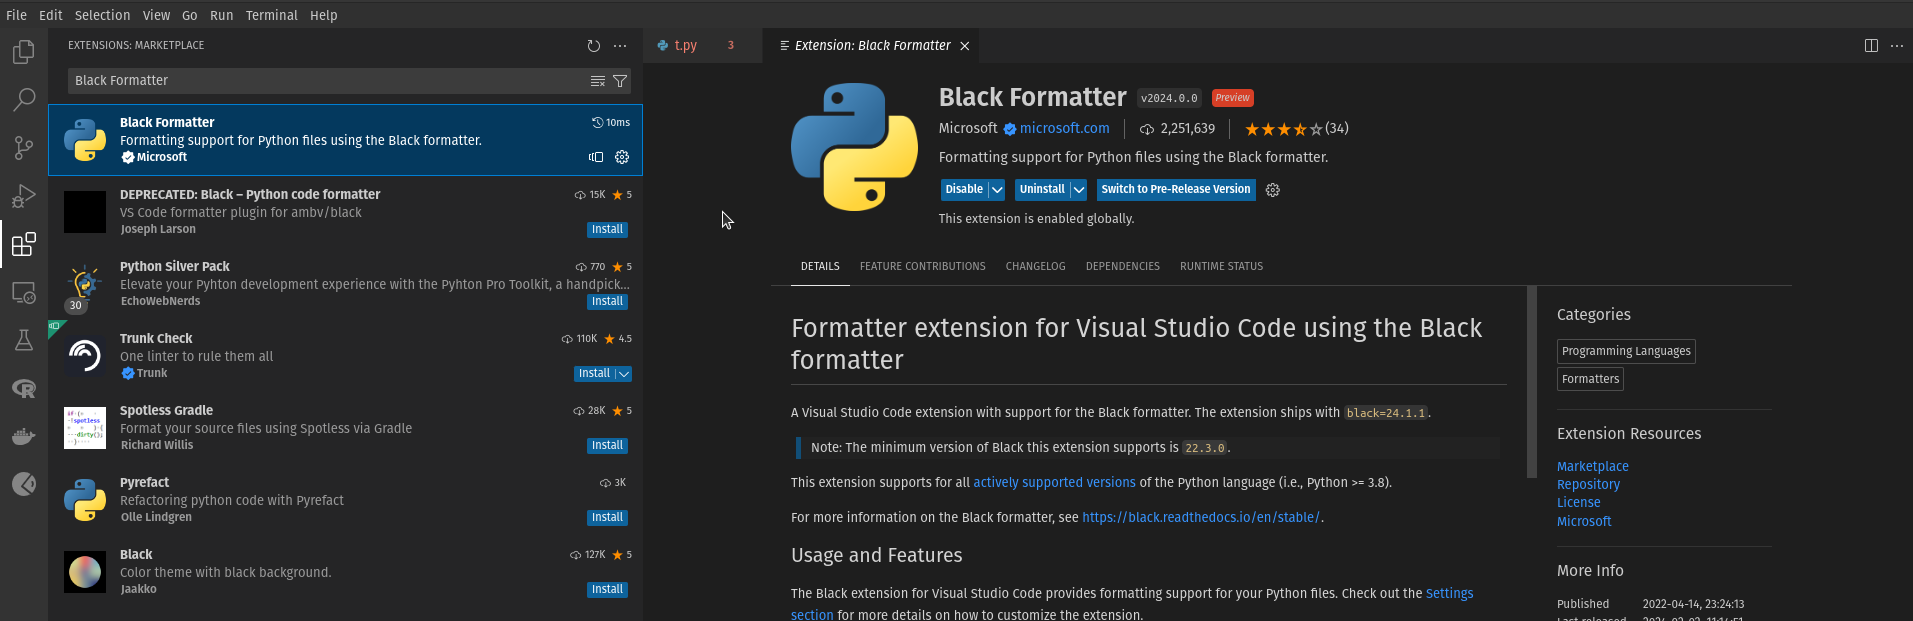 File Edit Selection View Go Run Terminal Help
EXTENSIONS: MARKETPLACE
Black Formatter
Black Formatter 10ms
Formatting support for Python files using the Black formatter.
Microsoft
DEPRECATED: Black – Python code formatter 15K 5
VS Code formatter plugin for ambv/black
Joseph Larson Install
Python Silver Pack 770 5
Elevate your Pyhton development experience with the Pyhton Pro Toolkit, a handpick...
30 EchoWebNerds Install
Trunk Check 110K 4.5
One linter to rule them all
Trunk Install
Spotless Gradle 28K 5
Format your source files using Spotless via Gradle
Richard Willis Install
Pyrefact 3K
Refactoring python code with Pyrefact
Olle Lindgren Install
Black 127K 5
Color theme with black background.
Jaakko Install
t.py 3 Extension: Black Formatter
Black Formatter v2024.0.0 Preview
Microsoft microsoft.com 2,251,639 (34)
Formatting support for Python files using the Black formatter.
Disable Uninstall Switch to Pre-Release Version
This extension is enabled globally.
DETAILS FEATURE CONTRIBUTIONS CHANGELOG DEPENDENCIES RUNTIME STATUS
Formatter extension for Visual Studio Code using the Black
formatter
A Visual Studio Code extension with support for the Black formatter. The extension ships with black=24.1.1.
Note: The minimum version of Black this extension supports is 22.3.0.
This extension supports for all actively supported versions of the Python language (i.e., Python >= 3.8).
For more information on the Black formatter, see https://black.readthedocs.io/en/stable/.
Usage and Features
The Black extension for Visual Studio Code provides formatting support for your Python files. Check out the Settings
section for more details on how to customize the extension.
Categories
Programming Languages
Formatters
Extension Resources
Marketplace
Repository
License
Microsoft
More Info
Published 2022-04-14, 23:24:13